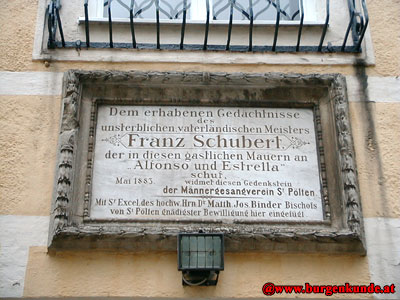 Dem erhabenen Gedächtnisse
des
unsterblichen vaterländischen Meisters
Franz Schubert,
der in diesen gastlichen Mauern an
"Alfonso und Estrella"
schuf,
Mai 1883. widmet diesen Gedenkstein
der Männergesangverein St Pölten.
Mit Sr Excel. des hochw. Hrn Dr Matth. Jos Binder Bischofs
von St Pölten gnädigster Bewilligung hier eingefügt
@www.burgenkunde.at